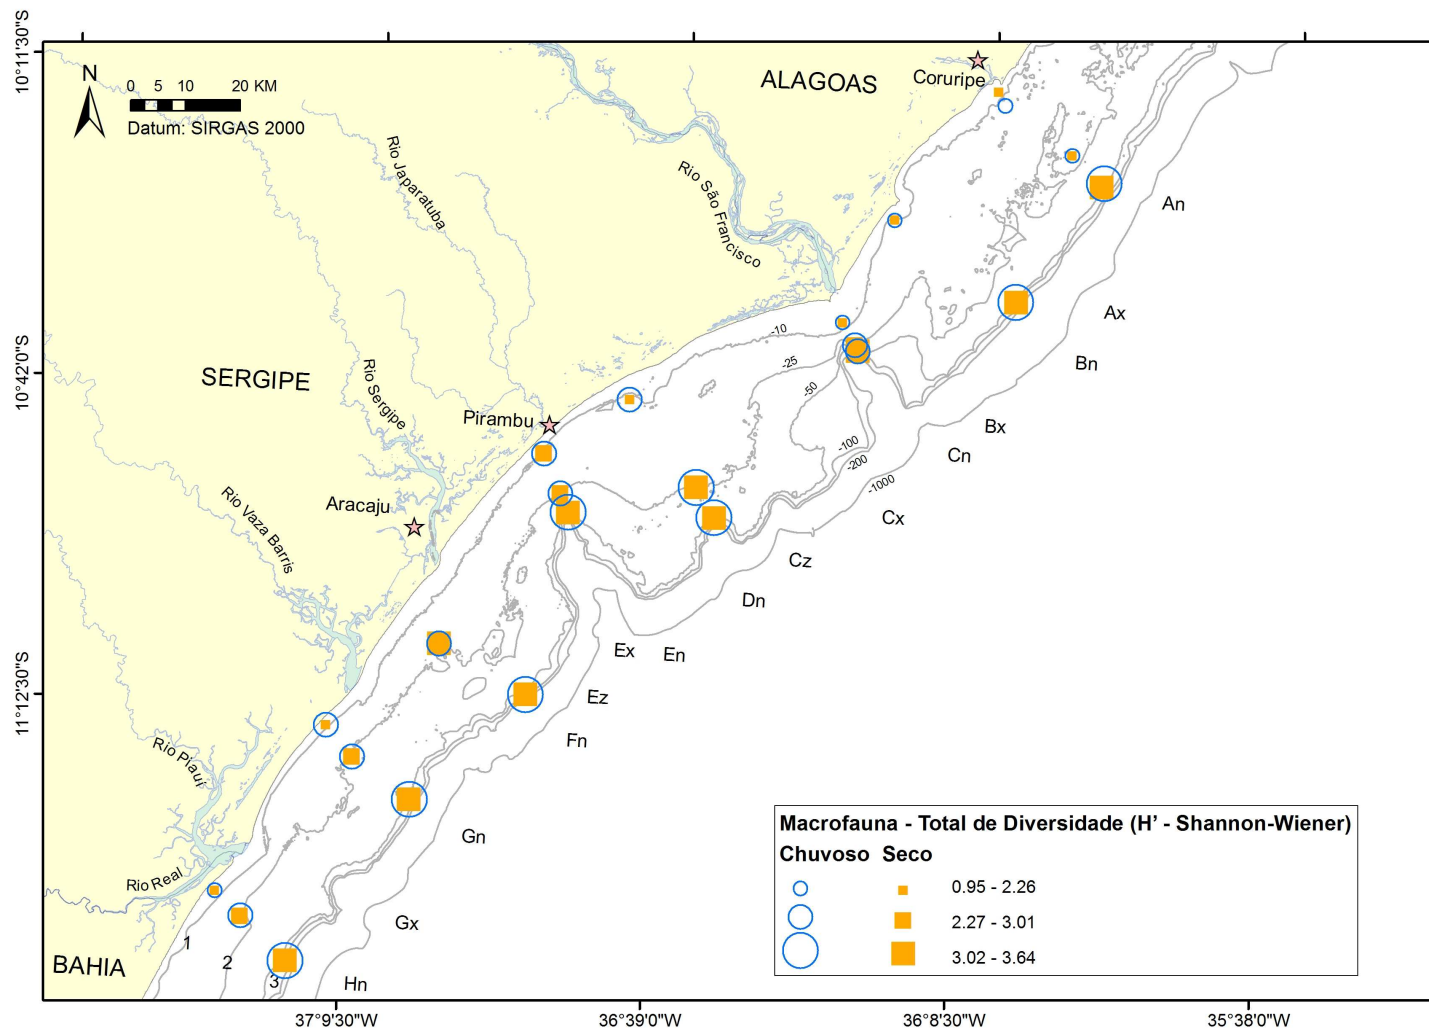 10°11'30"S
10°42'0"S
11°12'30"S
N
0 5 10 20 KM
Datum: SIRGAS 2000
ALAGOAS
Coruripe
Rio Japaratuba
Rio São Francisco
An
Ax
Bn
Bx
Cn
Cx
Cz
Dn
En
Ex
Ez
Fn
Gn
Gx
Hn
-10
-25
-50
-100
-200
-1000
SERGIPE
Rio Sergipe
Pirambu
Aracaju
Rio Vaza Barris
Rio Piauí
Rio Real
BAHIA
1
2
3
Macrofauna - Total de Diversidade (H' - Shannon-Wiener)
Chuvoso Seco
0.95 - 2.26
2.27 - 3.01
3.02 - 3.64
37°9'30"W
36°39'0"W
36°8'30"W
35°38'0"W